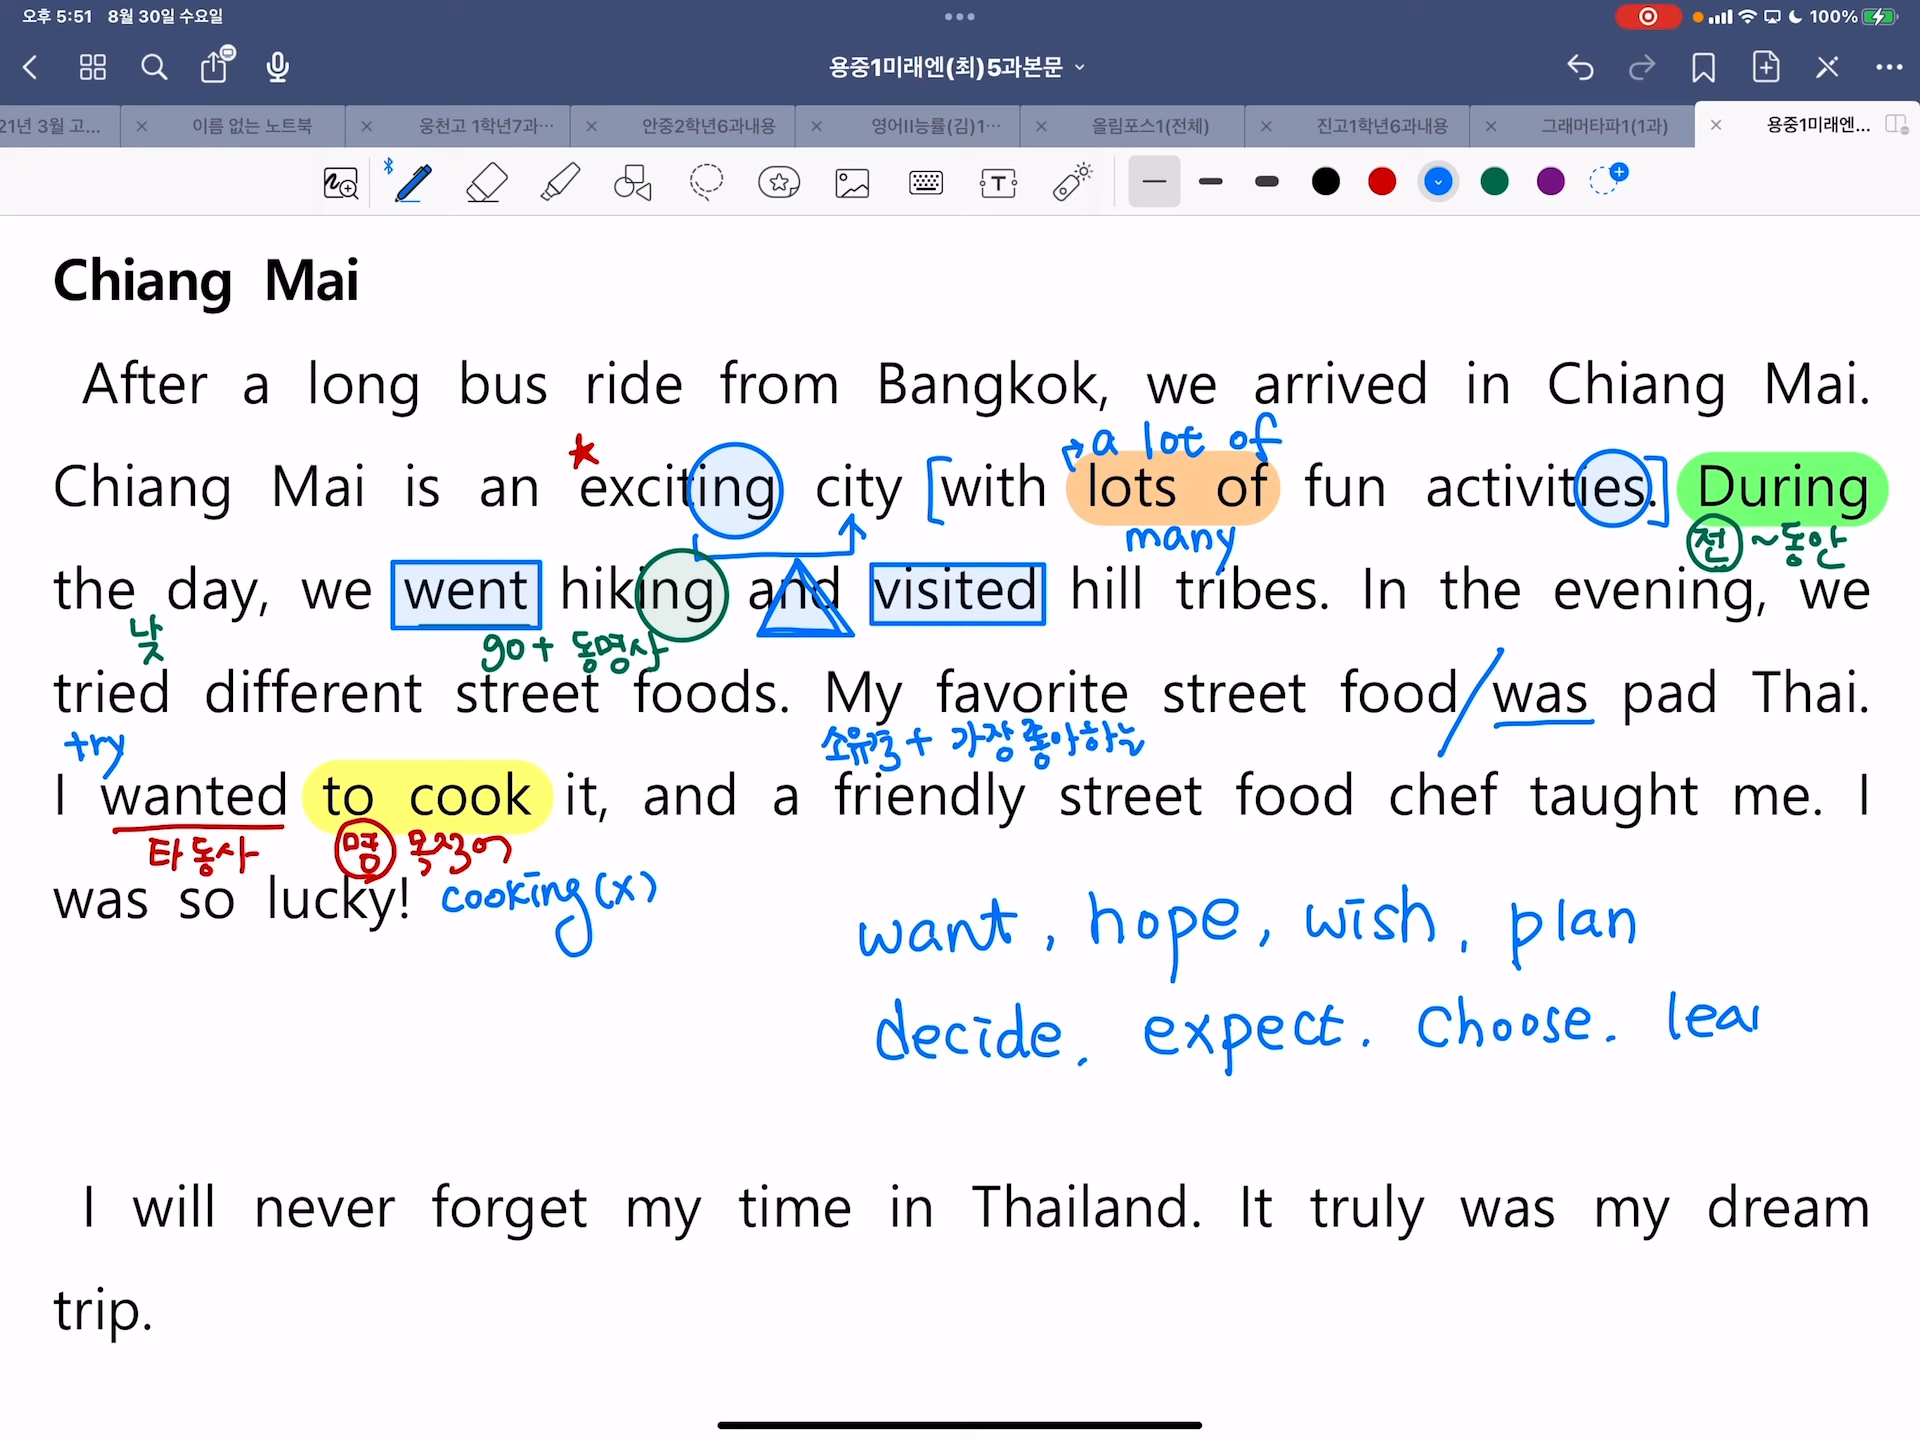 오후 5:51 8월 30일 수요일
100%
용중1미래엔(최)5과본문
21년 3월 고...
이름 없는 노트북
웅천고 1학년7과...
안중2학년6과내용
영어II능률(김)1...
올림포스1(전체)
진고1학년6과내용
그래머타파1(1과)
용중1미래엔...
Chiang Mai
After a long bus ride from Bangkok, we arrived in Chiang Mai.
a lot of
Chiang Mai is an exciting city [with lots of fun activities.] During
many
전 ~동안
the day, we went hiking and visited hill tribes. In the evening, we
낮
go + 동명사
tried different street foods. My favorite street food / was pad Thai.
try
소유격 + 가장 좋아하는
I wanted to cook it, and a friendly street food chef taught me. I
타동사
명 목적어
was so lucky! cooking(x)
want, hope, wish, plan
decide, expect. choose. lear
I will never forget my time in Thailand. It truly was my dream
trip.